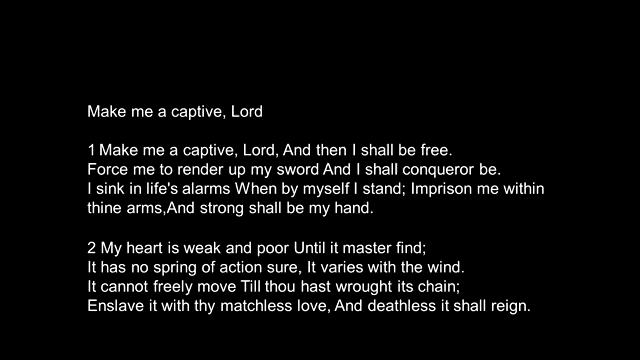 Make me a captive, Lord
1 Make me a captive, Lord, And then I shall be free.
Force me to render up my sword And I shall conqueror be.
I sink in life's alarms When by myself I stand; Imprison me within
thine arms,And strong shall be my hand.
2 My heart is weak and poor Until it master find;
It has no spring of action sure, It varies with the wind.
It cannot freely move Till thou hast wrought its chain;
Enslave it with thy matchless love, And deathless it shall reign.